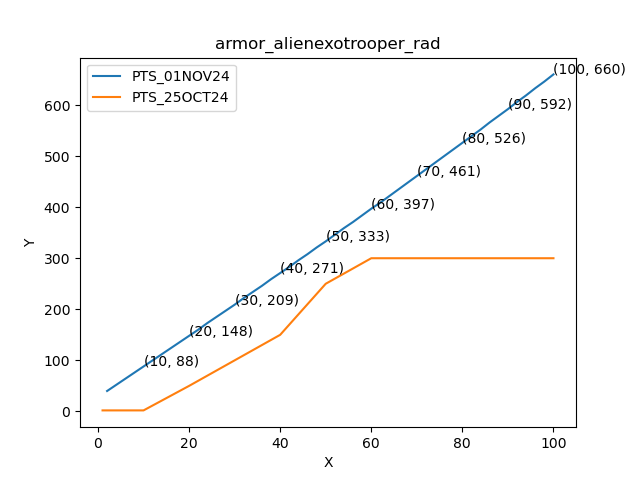 armor_alienexotrooper_rad
PTS_01NOV24
PTS_25OCT24
(100, 660)
(90, 592)
(80, 526)
(70, 461)
(60, 397)
(50, 333)
(40, 271)
(30, 209)
(20, 148)
(10, 88)
Y
600
500
400
300
200
100
0
0 20 40 60 80 100
X